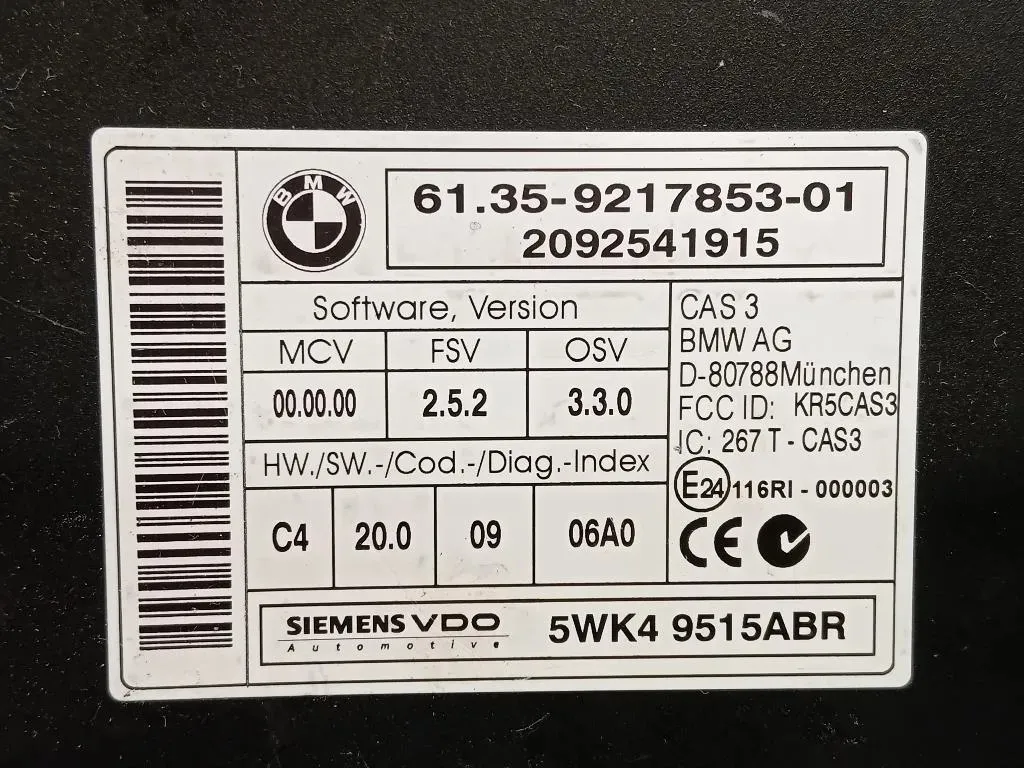 BMW
61.35-9217853-01
2092541915
Software, Version
MCV FSV OSV
00.00.00 2.5.2 3.3.0
HW./SW.-/Cod.-/Diag.-Index
C4 20.0 09 06A0
CAS 3
BMW AG
D-80788München
FCC ID: KR5CAS3
IC: 267 T - CAS3
E24 116RI - 000003
CE
SIEMENS VDO
Automotive
5WK4 9515ABR